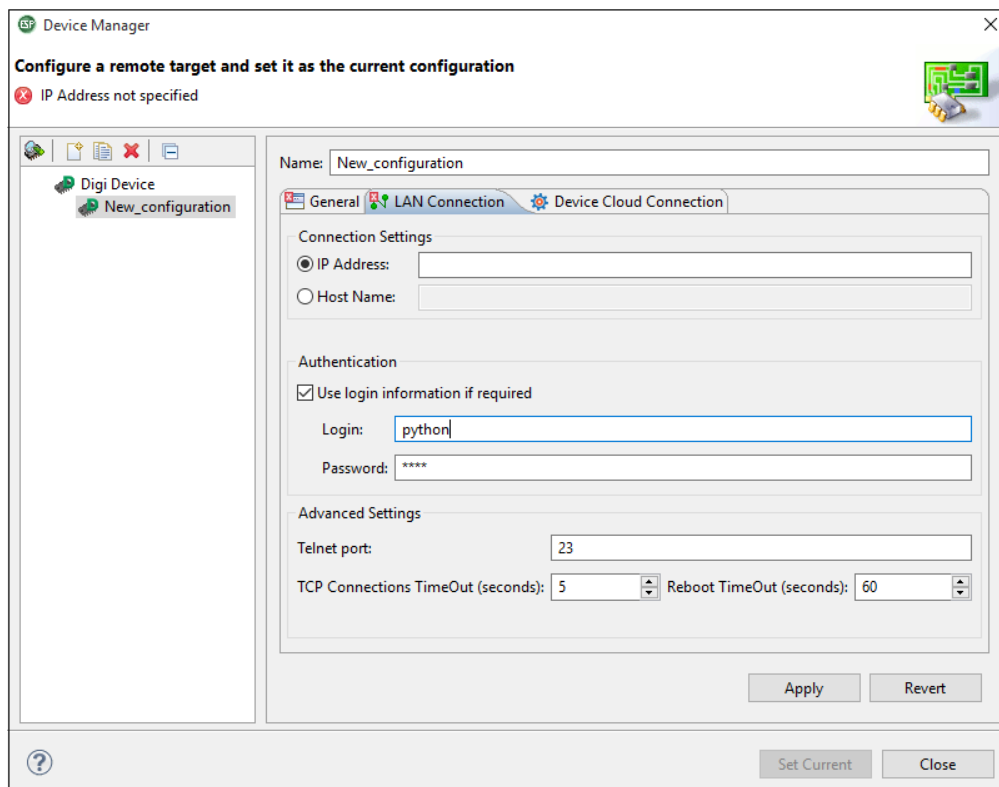 ESP Device Manager
Configure a remote target and set it as the current configuration
IP Address not specified
Digi Device
New_configuration
Name: New_configuration
General LAN Connection Device Cloud Connection
Connection Settings
IP Address:
Host Name:
Authentication
Use login information if required
Login: python
Password: ****
Advanced Settings
Telnet port: 23
TCP Connections TimeOut (seconds): 5 Reboot TimeOut (seconds): 60
Apply Revert
? Set Current Close